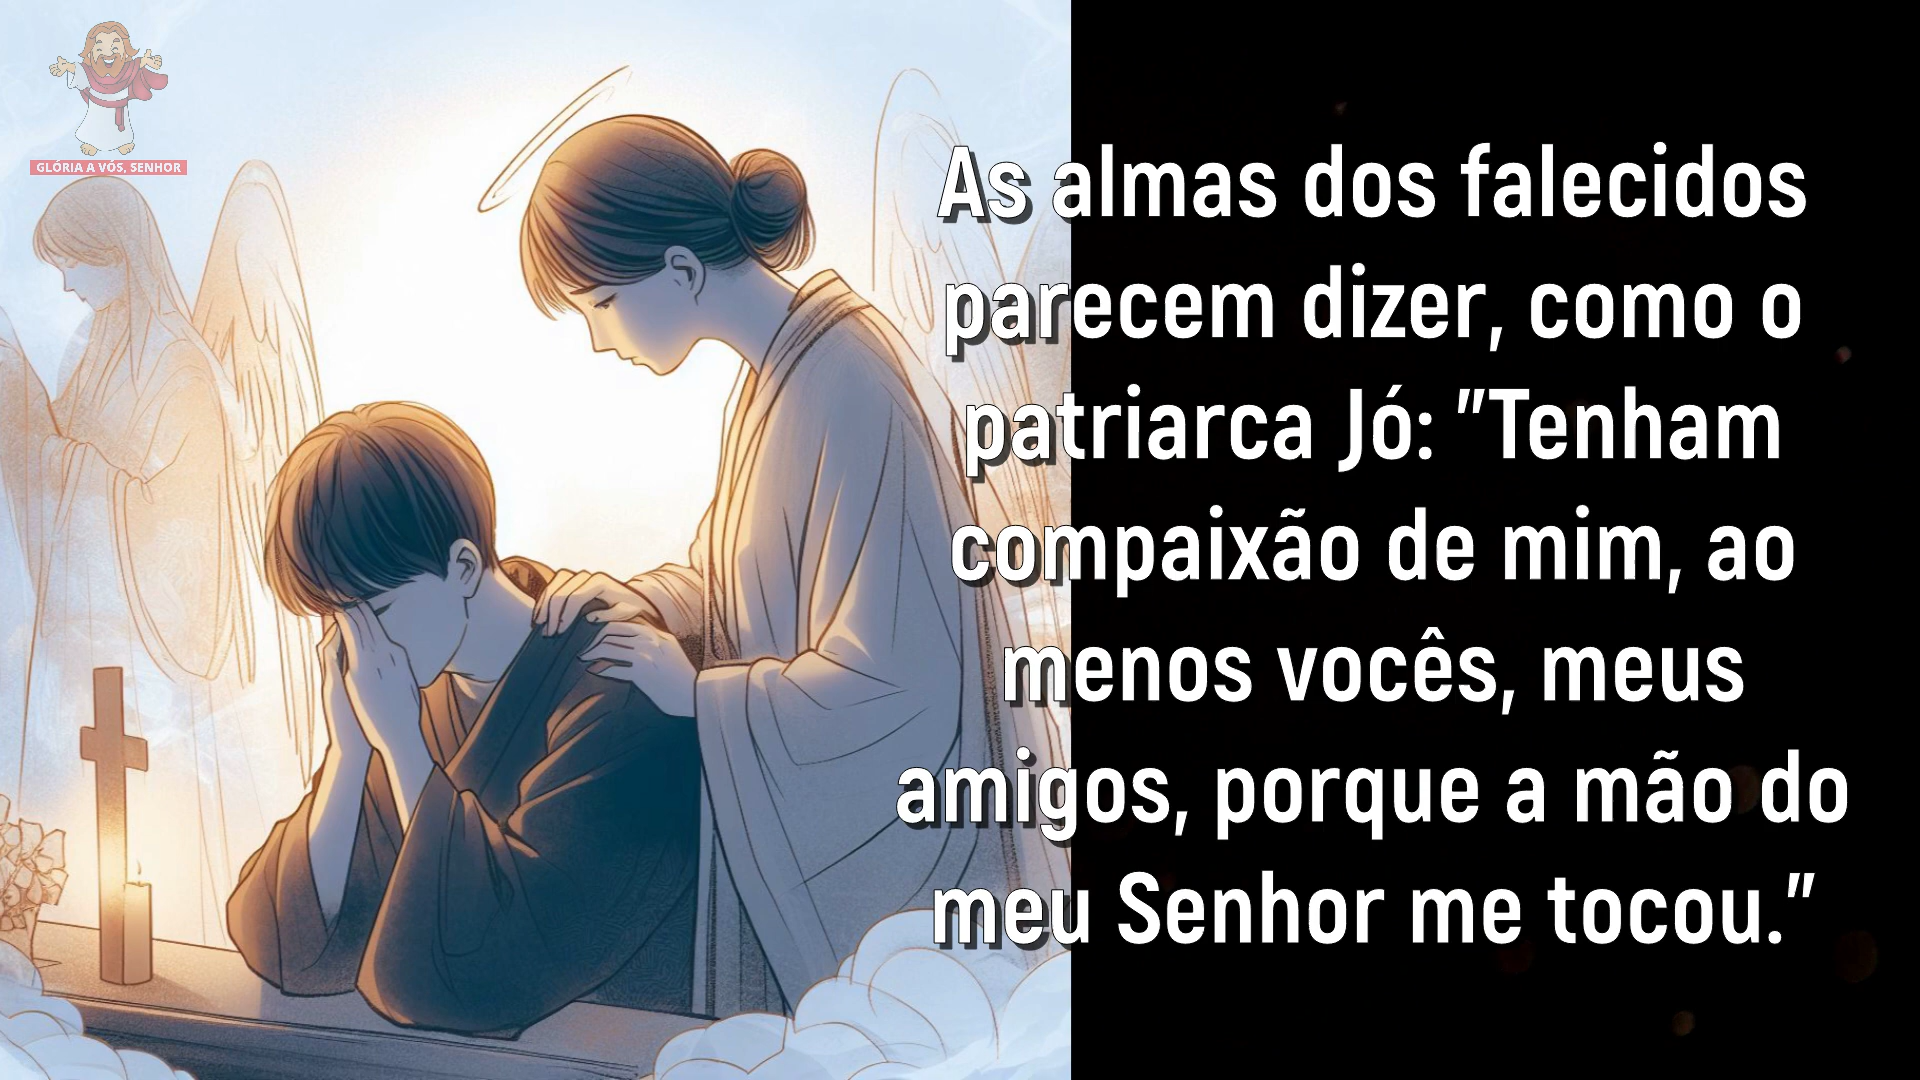 GLÓRIA A VÓS, SENHOR
As almas dos falecidos
parecem dizer, como o
patriarca Jó: "Tenham
compaixão de mim, ao
menos vocês, meus
amigos, porque a mão do
meu Senhor me tocou."